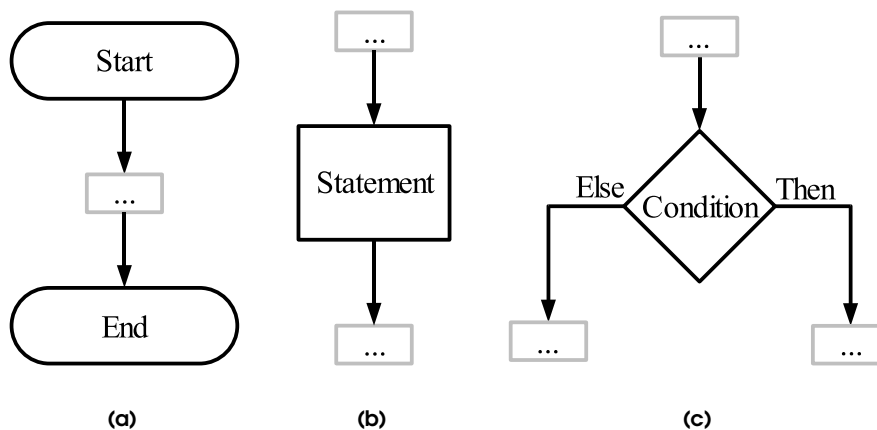 Start
...
End
(a)
...
Statement
...
(b)
...
Else
Condition
Then
...
...
(c)